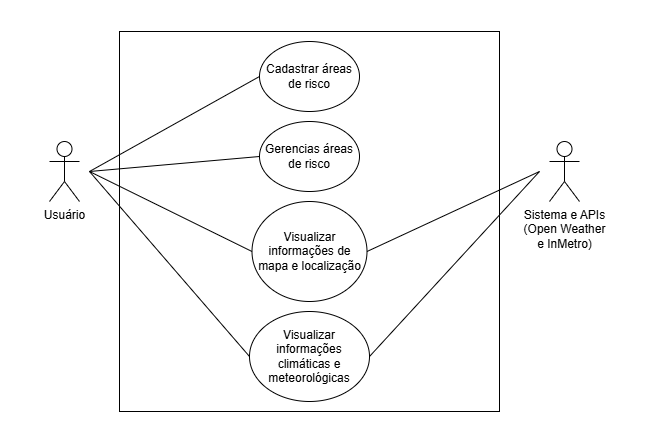 Cadastrar áreas
de risco
Gerencias áreas
de risco
Usuário
Sistema e APIs
(Open Weather
e InMetro)
Visualizar
informações de
mapa e localização
Visualizar
informações
climáticas e
meteorológicas